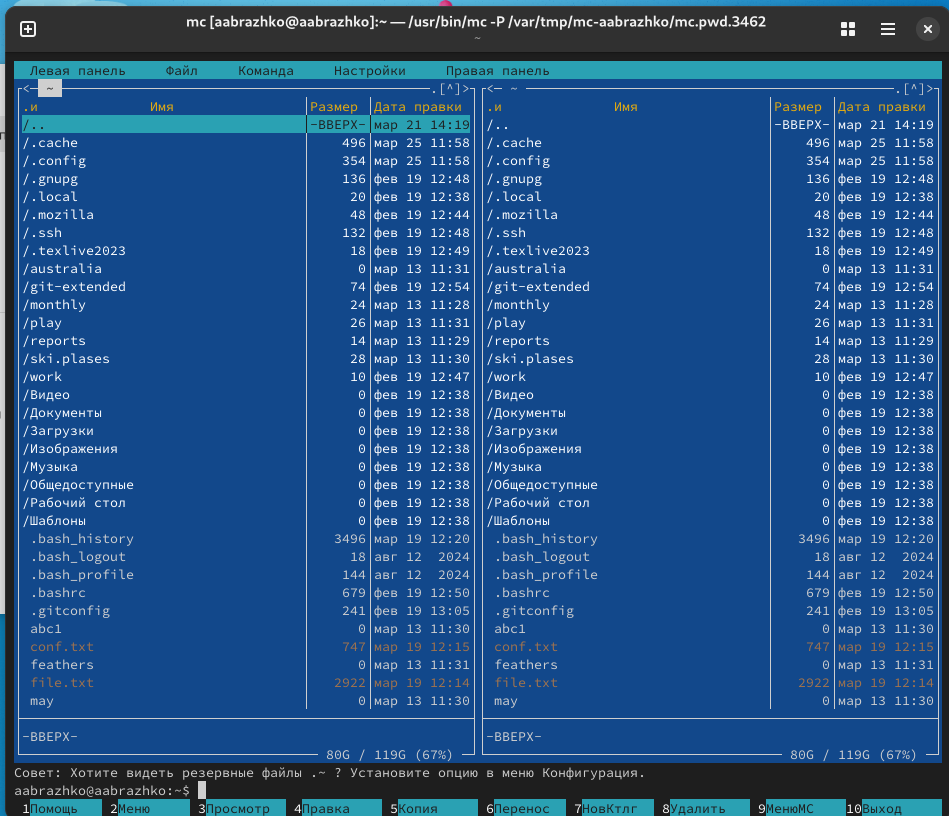 mc [aabrazhko@aabrazhko]:~ — /usr/bin/mc -P /var/tmp/mc-aabrazhko/mc.pwd.3462
~
Левая панель Файл Команда Настройки Правая панель
<─ ~ ─.[^]> <─ ~ ─.[^]>
.и Имя Размер Дата правки .и Имя Размер Дата правки
/.. -ВВЕРХ- мар 21 14:19 /.. -ВВЕРХ- мар 21 14:19
/.cache 496 мар 25 11:58 /.cache 496 мар 25 11:58
/.config 354 мар 25 11:58 /.config 354 мар 25 11:58
/.gnupg 136 фев 19 12:48 /.gnupg 136 фев 19 12:48
/.local 20 фев 19 12:38 /.local 20 фев 19 12:38
/.mozilla 48 фев 19 12:44 /.mozilla 48 фев 19 12:44
/.ssh 132 фев 19 12:48 /.ssh 132 фев 19 12:48
/.texlive2023 18 фев 19 12:49 /.texlive2023 18 фев 19 12:49
/australia 0 мар 13 11:31 /australia 0 мар 13 11:31
/git-extended 74 фев 19 12:54 /git-extended 74 фев 19 12:54
/monthly 24 мар 13 11:28 /monthly 24 мар 13 11:28
/play 26 мар 13 11:31 /play 26 мар 13 11:31
/reports 14 мар 13 11:29 /reports 14 мар 13 11:29
/ski.plases 28 мар 13 11:30 /ski.plases 28 мар 13 11:30
/work 10 фев 19 12:47 /work 10 фев 19 12:47
/Видео 0 фев 19 12:38 /Видео 0 фев 19 12:38
/Документы 0 фев 19 12:38 /Документы 0 фев 19 12:38
/Загрузки 0 фев 19 12:38 /Загрузки 0 фев 19 12:38
/Изображения 0 фев 19 12:38 /Изображения 0 фев 19 12:38
/Музыка 0 фев 19 12:38 /Музыка 0 фев 19 12:38
/Общедоступные 0 фев 19 12:38 /Общедоступные 0 фев 19 12:38
/Рабочий стол 0 фев 19 12:38 /Рабочий стол 0 фев 19 12:38
/Шаблоны 0 фев 19 12:38 /Шаблоны 0 фев 19 12:38
.bash_history 3496 мар 19 12:20 .bash_history 3496 мар 19 12:20
.bash_logout 18 авг 12 2024 .bash_logout 18 авг 12 2024
.bash_profile 144 авг 12 2024 .bash_profile 144 авг 12 2024
.bashrc 679 фев 19 12:50 .bashrc 679 фев 19 12:50
.gitconfig 241 фев 19 13:05 .gitconfig 241 фев 19 13:05
abc1 0 мар 13 11:30 abc1 0 мар 13 11:30
conf.txt 747 мар 19 12:15 conf.txt 747 мар 19 12:15
feathers 0 мар 13 11:31 feathers 0 мар 13 11:31
file.txt 2922 мар 19 12:14 file.txt 2922 мар 19 12:14
may 0 мар 13 11:30 may 0 мар 13 11:30
-ВВЕРХ- -ВВЕРХ-
80G / 119G (67%) 80G / 119G (67%)
Совет: Хотите видеть резервные файлы .~ ? Установите опцию в меню Конфигурация.
aabrazhko@aabrazhko:~$
1Помощь 2Меню 3Просмотр 4Правка 5Копия 6Перенос 7НовКтлг 8Удалить 9МенюMC 10Выход